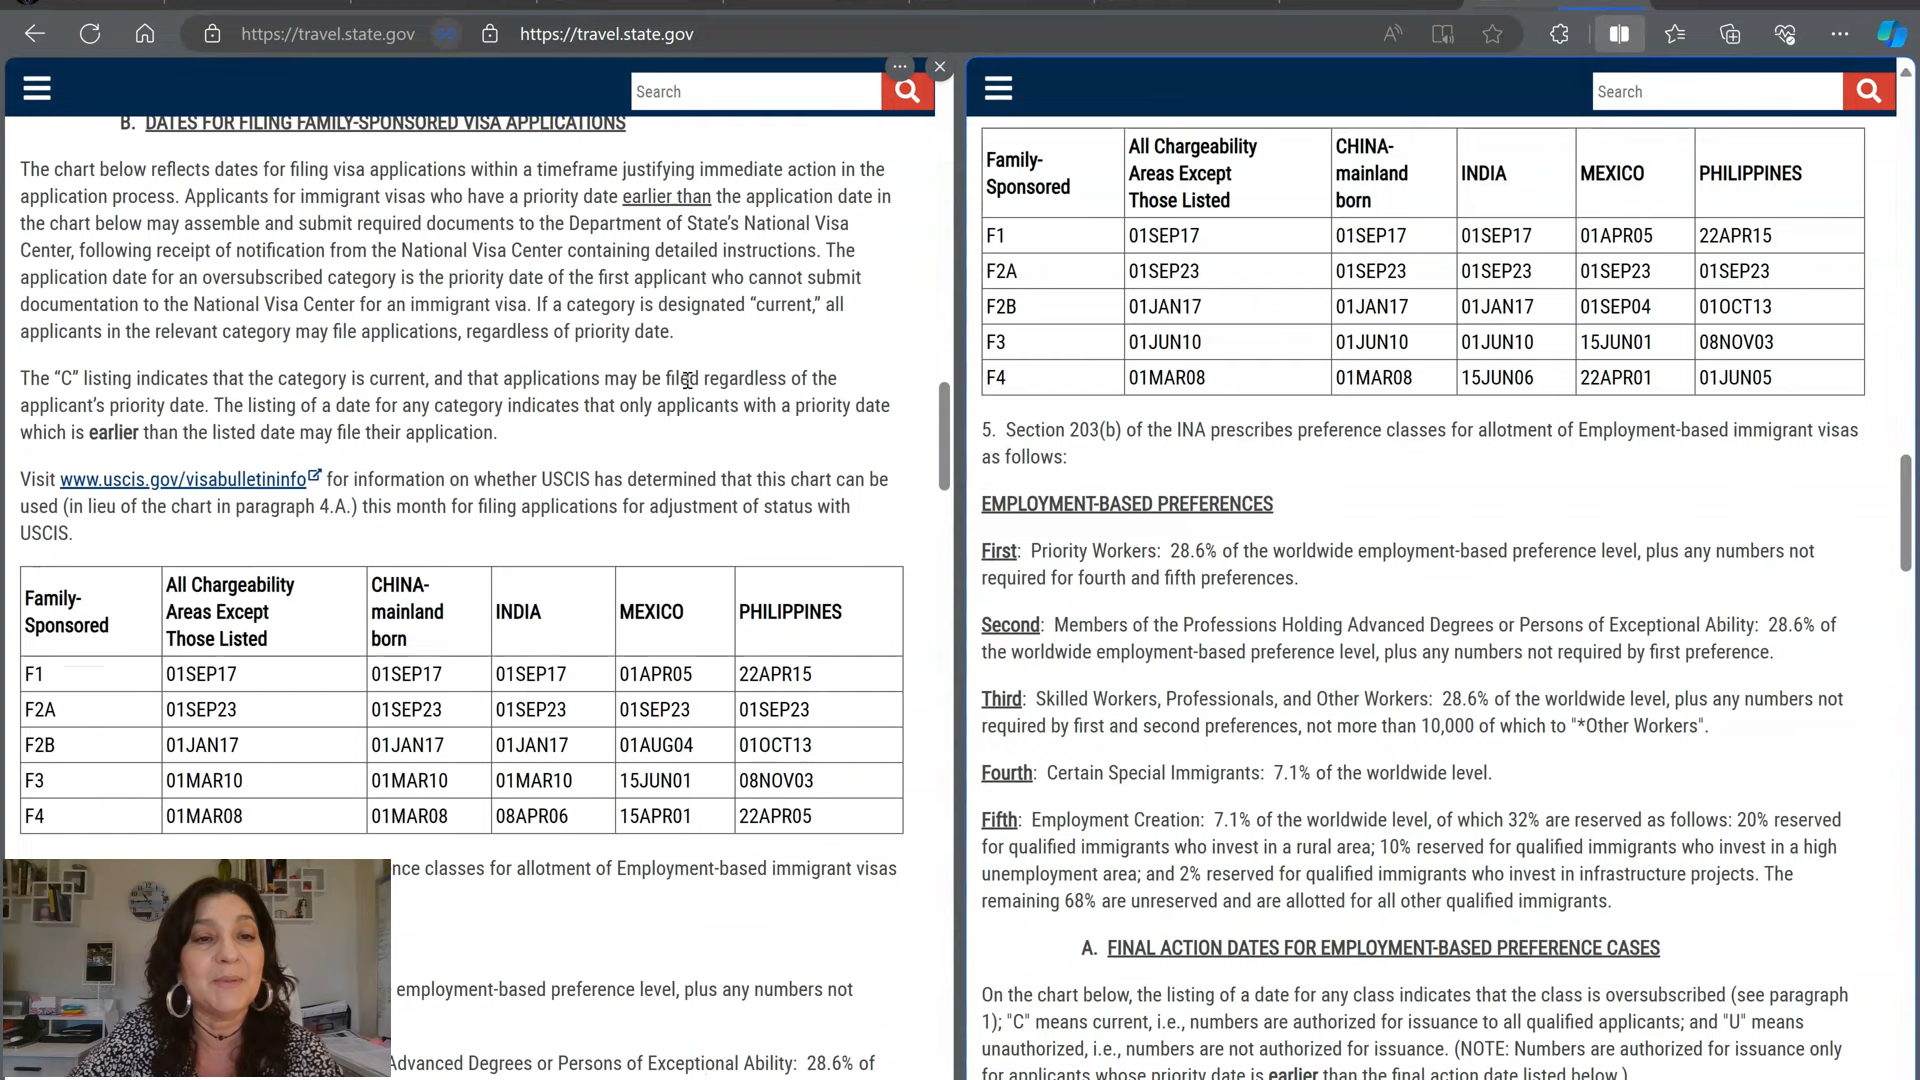 https://travel.state.gov
https://travel.state.gov
Search
B. DATES FOR FILING FAMILY-SPONSORED VISA APPLICATIONS
The chart below reflects dates for filing visa applications within a timeframe justifying immediate action in the
application process. Applicants for immigrant visas who have a priority date earlier than the application date in
the chart below may assemble and submit required documents to the Department of State's National Visa
Center, following receipt of notification from the National Visa Center containing detailed instructions. The
application date for an oversubscribed category is the priority date of the first applicant who cannot submit
documentation to the National Visa Center for an immigrant visa. If a category is designated “current,” all
applicants in the relevant category may file applications, regardless of priority date.
The “C” listing indicates that the category is current, and that applications may be filed regardless of the
applicant's priority date. The listing of a date for any category indicates that only applicants with a priority date
which is earlier than the listed date may file their application.
Visit www.uscis.gov/visabulletininfo for information on whether USCIS has determined that this chart can be
used (in lieu of the chart in paragraph 4.A.) this month for filing applications for adjustment of status with
USCIS.
Family-Sponsored All Chargeability Areas Except Those Listed CHINA-mainland born INDIA MEXICO PHILIPPINES
F1 01SEP17 01SEP17 01SEP17 01APR05 22APR15
F2A 01SEP23 01SEP23 01SEP23 01SEP23 01SEP23
F2B 01JAN17 01JAN17 01JAN17 01AUG04 01OCT13
F3 01MAR10 01MAR10 01MAR10 15JUN01 08NOV03
F4 01MAR08 01MAR08 08APR06 15APR01 22APR05
nce classes for allotment of Employment-based immigrant visas
employment-based preference level, plus any numbers not
Advanced Degrees or Persons of Exceptional Ability: 28.6% of
Search
Family-Sponsored All Chargeability Areas Except Those Listed CHINA-mainland born INDIA MEXICO PHILIPPINES
F1 01SEP17 01SEP17 01SEP17 01APR05 22APR15
F2A 01SEP23 01SEP23 01SEP23 01SEP23 01SEP23
F2B 01JAN17 01JAN17 01JAN17 01SEP04 01OCT13
F3 01JUN10 01JUN10 01JUN10 15JUN01 08NOV03
F4 01MAR08 01MAR08 15JUN06 22APR01 01JUN05
5. Section 203(b) of the INA prescribes preference classes for allotment of Employment-based immigrant visas
as follows:
EMPLOYMENT-BASED PREFERENCES
First: Priority Workers: 28.6% of the worldwide employment-based preference level, plus any numbers not
required for fourth and fifth preferences.
Second: Members of the Professions Holding Advanced Degrees or Persons of Exceptional Ability: 28.6% of
the worldwide employment-based preference level, plus any numbers not required by first preference.
Third: Skilled Workers, Professionals, and Other Workers: 28.6% of the worldwide level, plus any numbers not
required by first and second preferences, not more than 10,000 of which to "*Other Workers".
Fourth: Certain Special Immigrants: 7.1% of the worldwide level.
Fifth: Employment Creation: 7.1% of the worldwide level, of which 32% are reserved as follows: 20% reserved
for qualified immigrants who invest in a rural area; 10% reserved for qualified immigrants who invest in a high
unemployment area; and 2% reserved for qualified immigrants who invest in infrastructure projects. The
remaining 68% are unreserved and are allotted for all other qualified immigrants.
A. FINAL ACTION DATES FOR EMPLOYMENT-BASED PREFERENCE CASES
On the chart below, the listing of a date for any class indicates that the class is oversubscribed (see paragraph
1); "C" means current, i.e., numbers are authorized for issuance to all qualified applicants; and "U" means
unauthorized, i.e., numbers are not authorized for issuance. (NOTE: Numbers are authorized for issuance only
for applicants whose priority date is earlier than the final action date listed below.)